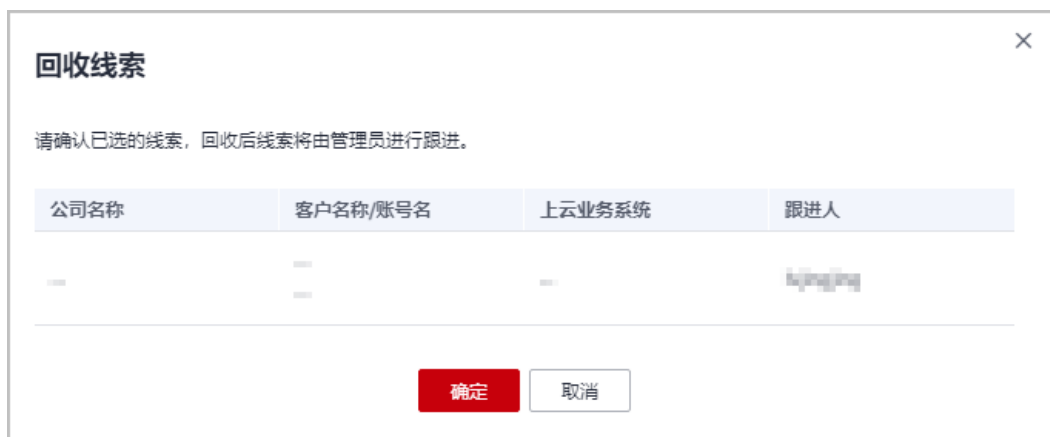 回收线索
请确认已选的线索，回收后线索将由管理员进行跟进。
公司名称 客户名称/账号名 上云业务系统 跟进人
确定 取消